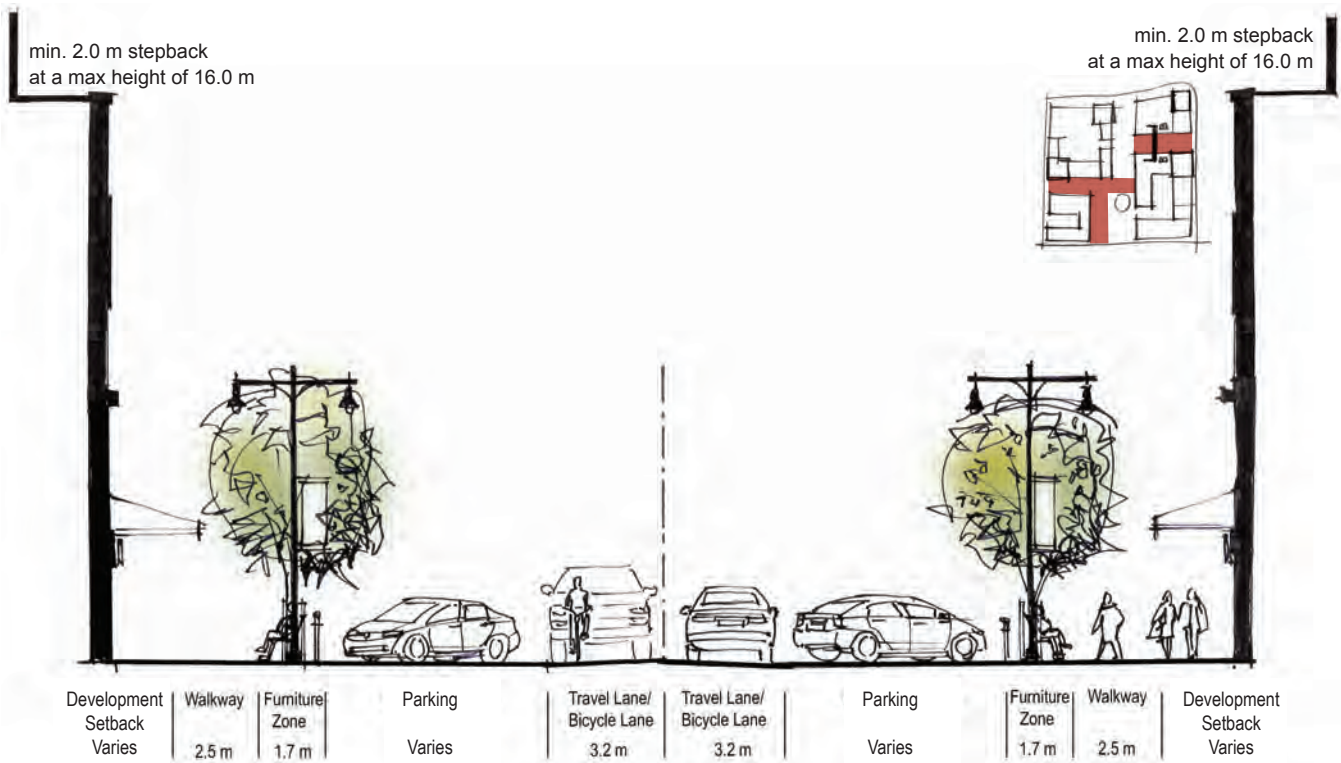 min. 2.0 m stepback
at a max height of 16.0 m
min. 2.0 m stepback
at a max height of 16.0 m
B
B
Development
Setback
Varies
Walkway
2.5 m
Furniture
Zone
1.7 m
Parking
Varies
Travel Lane/
Bicycle Lane
3.2 m
Travel Lane/
Bicycle Lane
3.2 m
Parking
Varies
Furniture
Zone
1.7 m
Walkway
2.5 m
Development
Setback
Varies